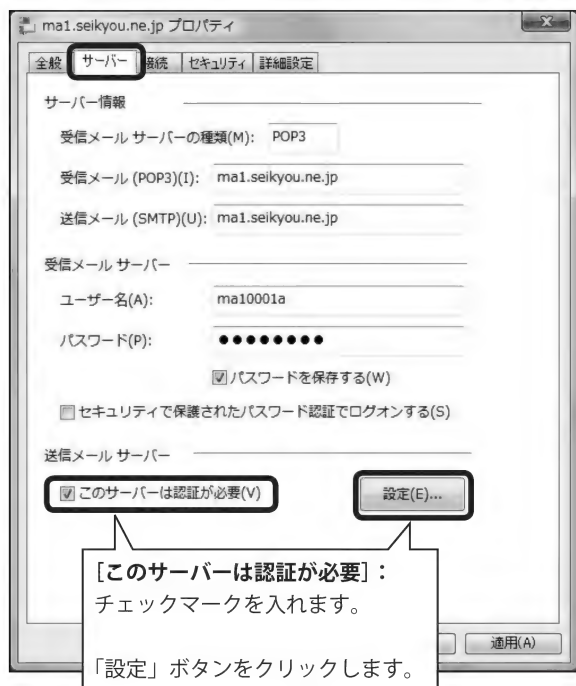 ma1.seikyou.ne.jp プロパティ
全般 サーバー 接続 セキュリティ 詳細設定
サーバー情報
受信メール サーバーの種類(M): POP3
受信メール (POP3)(I): ma1.seikyou.ne.jp
送信メール (SMTP)(U): ma1.seikyou.ne.jp
受信メール サーバー
ユーザー名(A): ma10001a
パスワード(P): ●●●●●●●●
パスワードを保存する(W)
セキュリティで保護されたパスワード認証でログオンする(S)
送信メール サーバー
このサーバーは認証が必要(V) 設定(E)...
[このサーバーは認証が必要]：
チェックマークを入れます。
「設定」ボタンをクリックします。
適用(A)